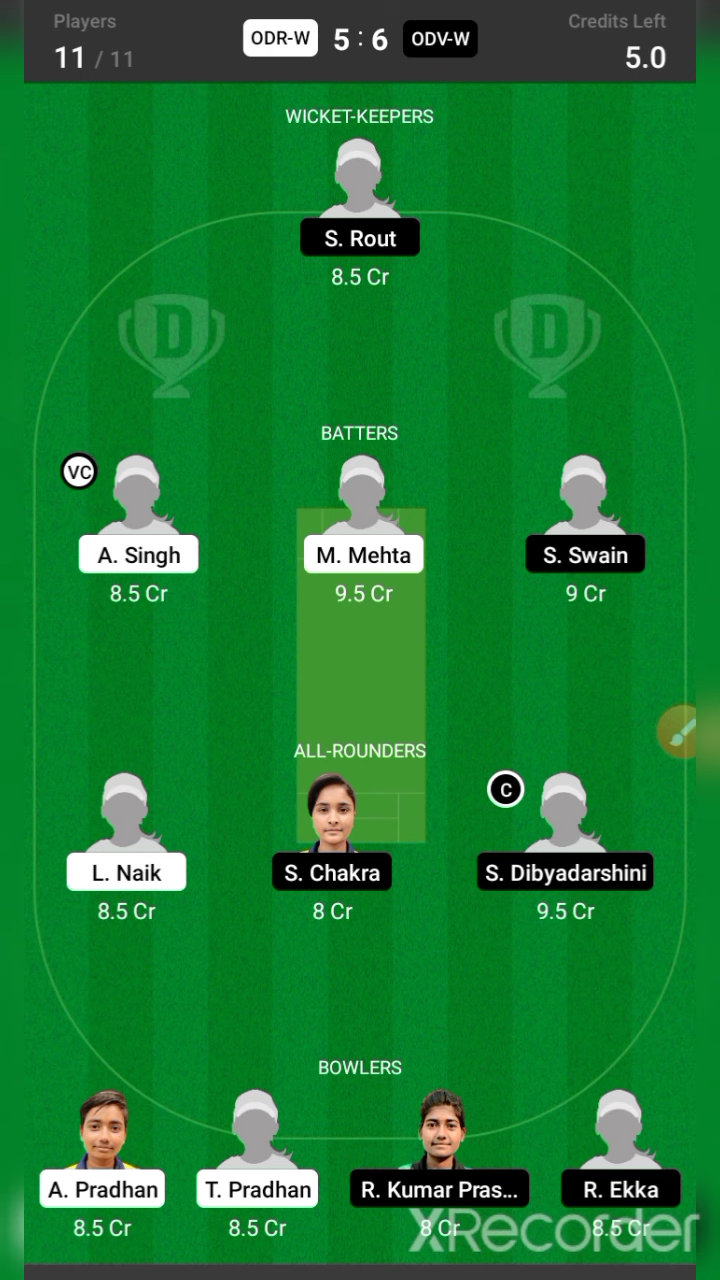 Players
11 / 11
ODR-W 5 : 6 ODV-W
Credits Left
5.0
WICKET-KEEPERS
S. Rout
8.5 Cr
D D
BATTERS
VC
A. Singh M. Mehta S. Swain
8.5 Cr 9.5 Cr 9 Cr
ALL-ROUNDERS
C
L. Naik S. Chakra S. Dibyadarshini
8.5 Cr 8 Cr 9.5 Cr
BOWLERS
A. Pradhan T. Pradhan R. Kumar Pras... R. Ekka
8.5 Cr 8.5 Cr 8 Cr 8.5 Cr
XRecorder